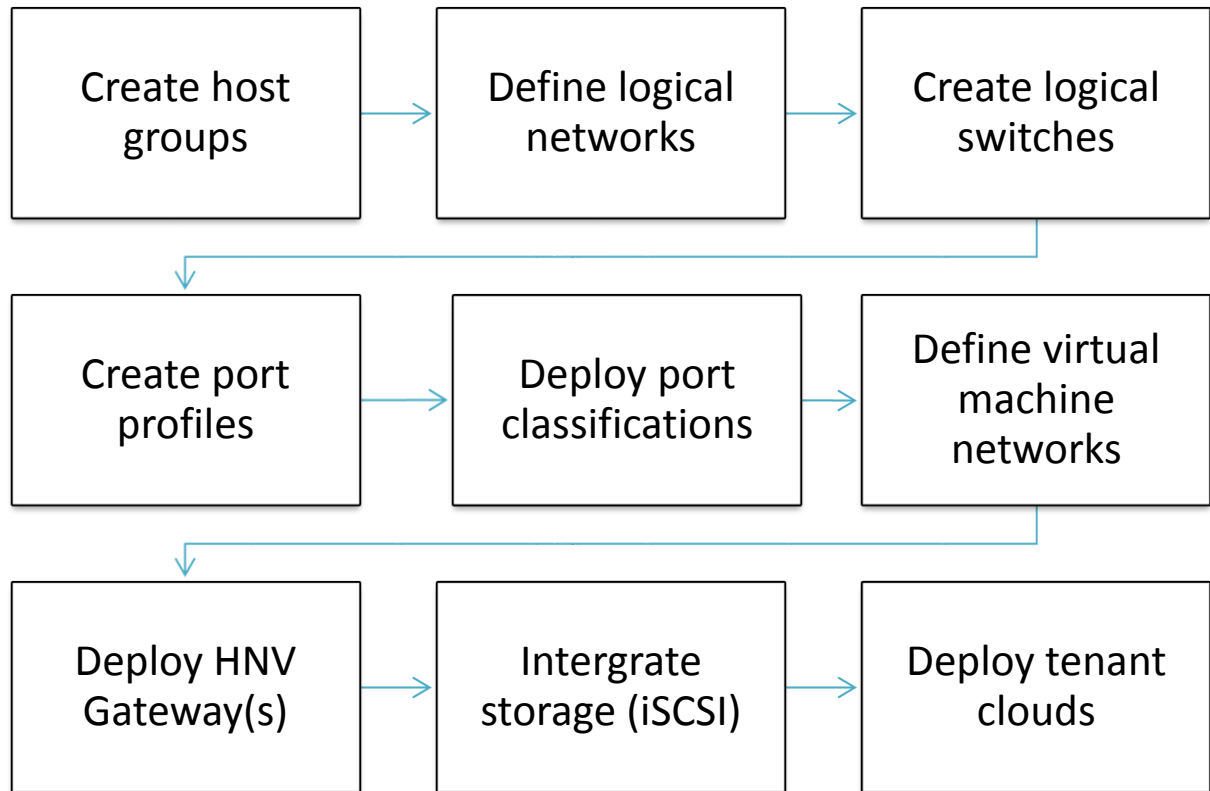 Create host
groups
Define logical
networks
Create logical
switches
Create port
profiles
Deploy port
classifications
Define virtual
machine
networks
Deploy HNV
Gateway(s)
Intergrate
storage (iSCSI)
Deploy tenant
clouds